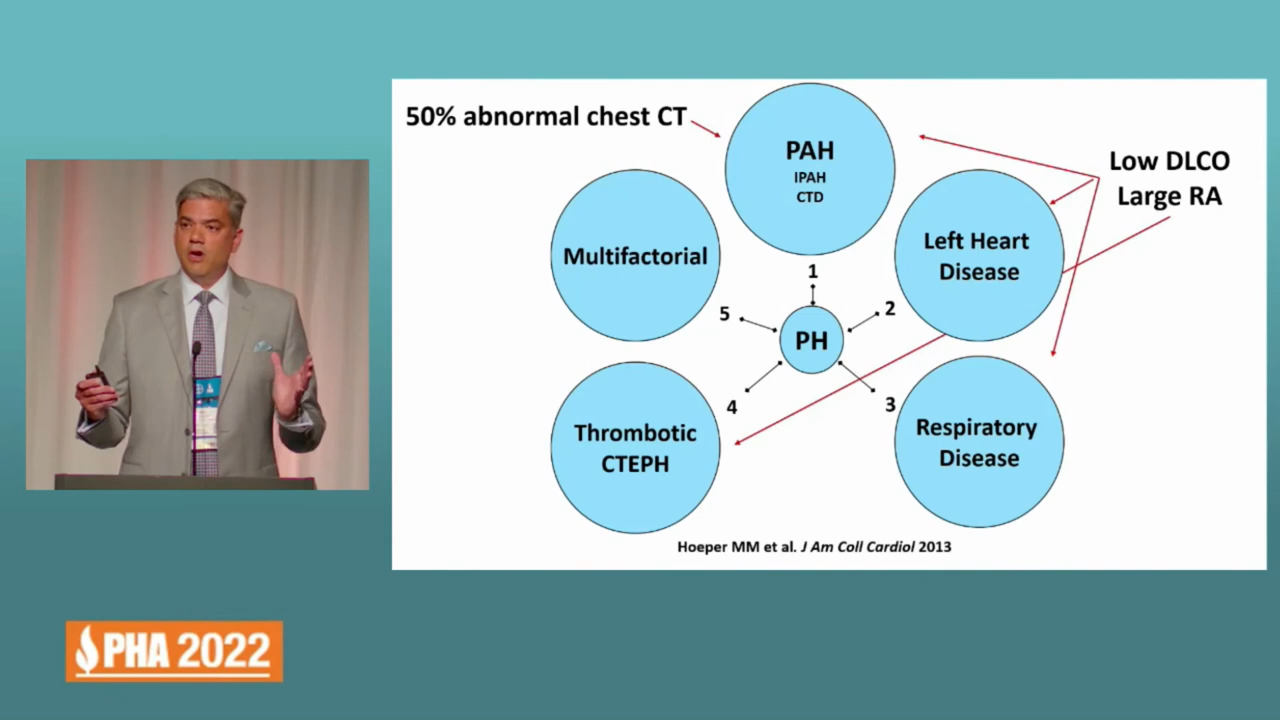 50% abnormal chest CT
PAH
IPAH
CTD
Low DLCO
Large RA
Multifactorial
Left Heart
Disease
1
5
2
PH
4
3
Thrombotic
CTEPH
Respiratory
Disease
Hoeper MM et al. J Am Coll Cardiol 2013
PHA 2022